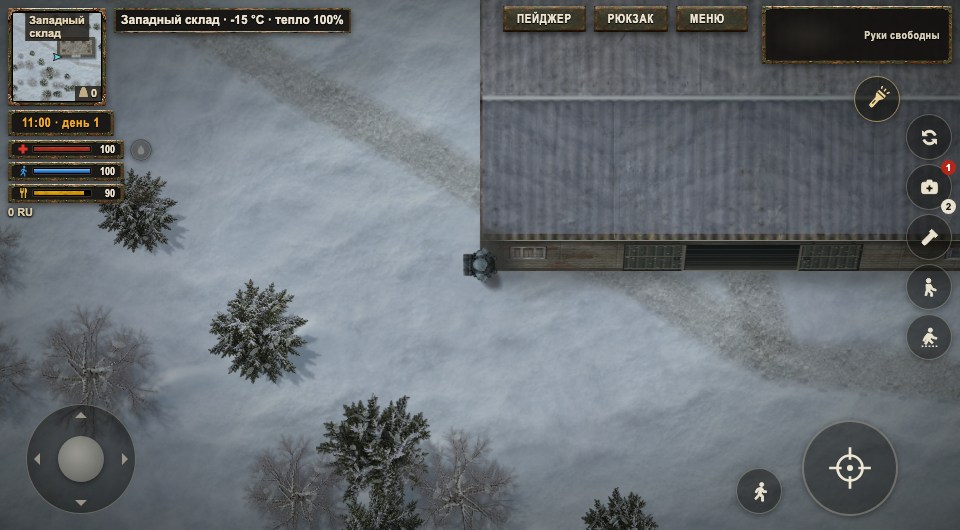 Западный
склад
Западный склад · -15 °C · тепло 100%
ПЕЙДЖЕР
РЮКЗАК
МЕНЮ
Руки свободны
0
11:00 · день 1
100
100
90
0 RU
1
2